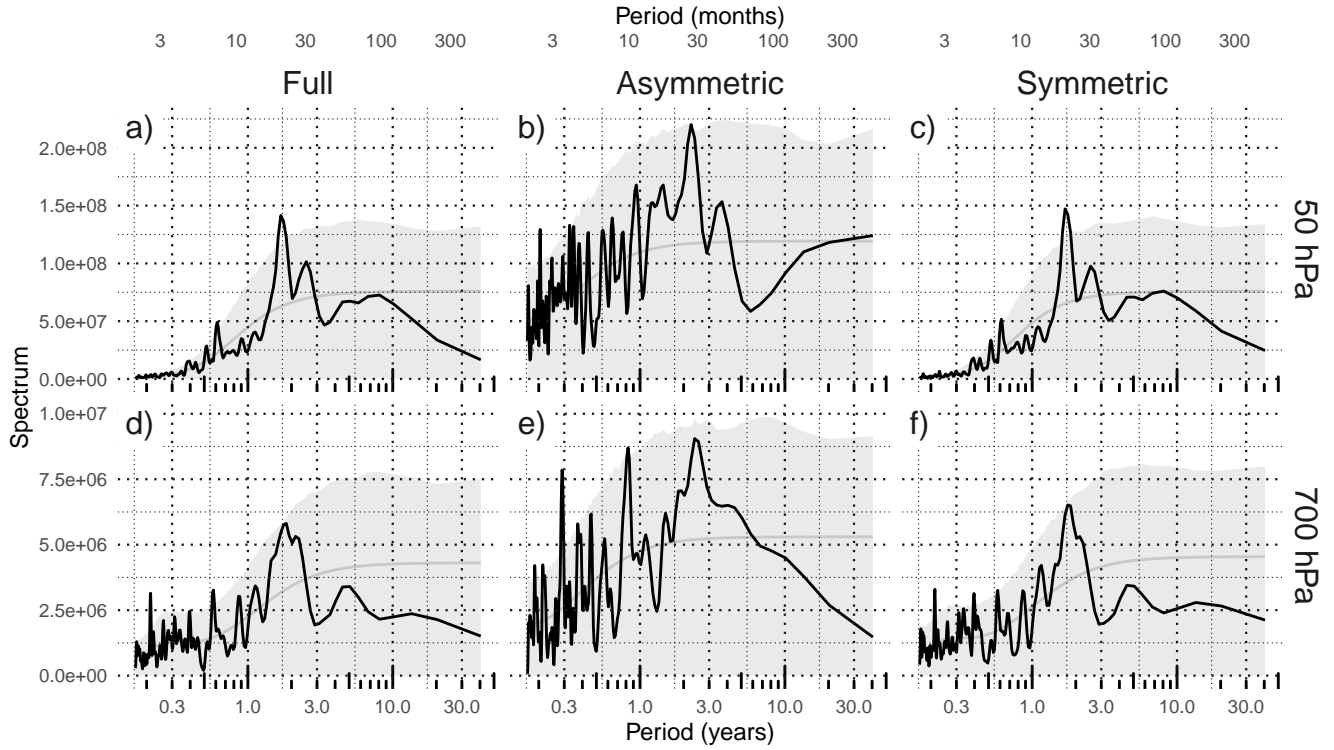 Period (months)
3 10 30 100 300 3 10 30 100 300 3 10 30 100 300
Full Asymmetric Symmetric
a) b) c)
2.0e+08
1.5e+08
1.0e+08
5.0e+07
0.0e+00
50 hPa
Spectrum
d) e) f)
1.0e+07
7.5e+06
5.0e+06
2.5e+06
0.0e+00
700 hPa
0.3 1.0 3.0 10.0 30.0 0.3 1.0 3.0 10.0 30.0 0.3 1.0 3.0 10.0 30.0
Period (years)